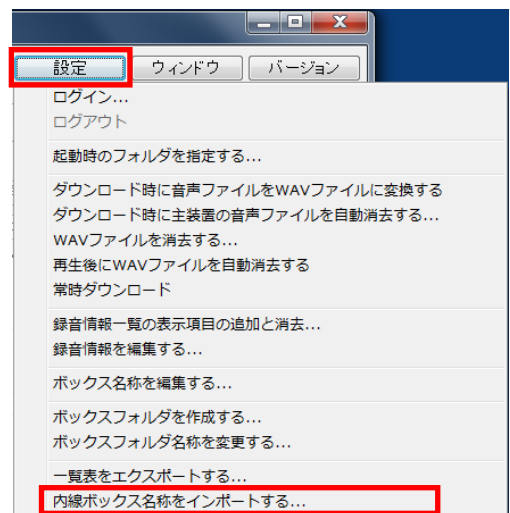 設定 ウィンドウ バージョン
ログイン...
ログアウト
起動時のフォルダを指定する...
ダウンロード時に音声ファイルをWAVファイルに変換する
ダウンロード時に主装置の音声ファイルを自動消去する...
WAVファイルを消去する...
再生後にWAVファイルを自動消去する
常時ダウンロード
録音情報一覧の表示項目の追加と消去...
録音情報を編集する...
ボックス名称を編集する...
ボックスフォルダを作成する...
ボックスフォルダ名称を変更する...
一覧表をエクスポートする...
内線ボックス名称をインポートする...